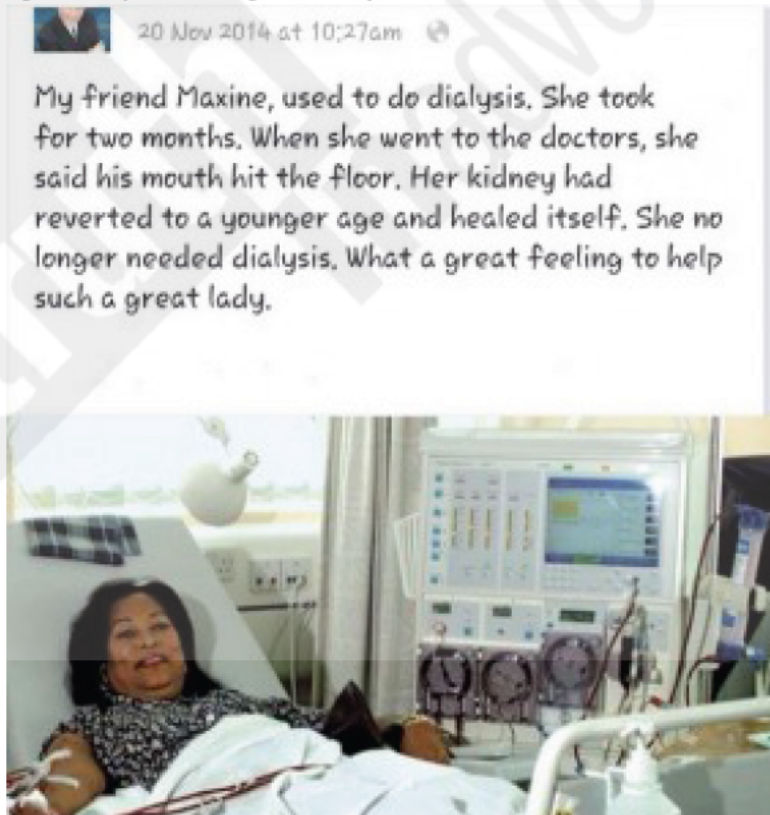 20 Nov 2014 at 10:27am
My friend Maxine, used to do dialysis. She took
for two months. When she went to the doctors, she
said his mouth hit the floor. Her kidney had
reverted to a younger age and healed itself. She no
longer needed dialysis. What a great feeling to help
such a great lady.